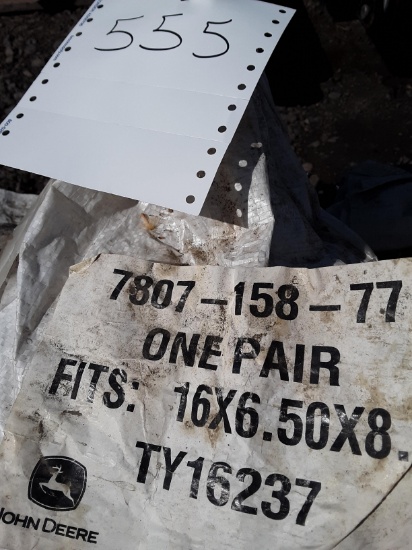 555
7807-158-77
ONE PAIR
FITS: 16X6.50X8.
TY16237
JOHN DEERE